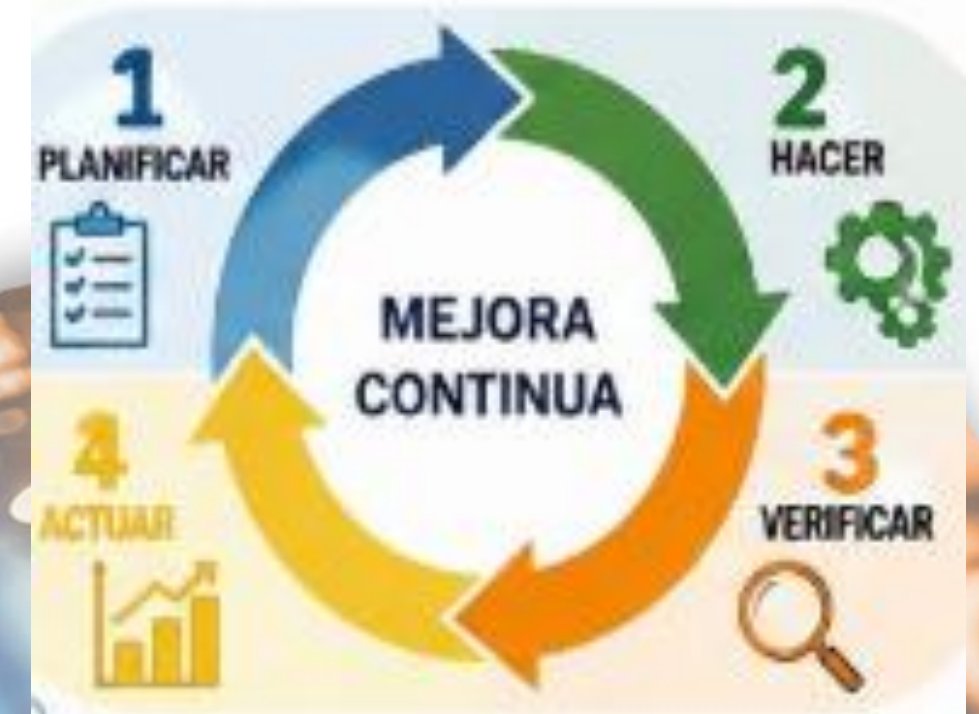 1
PLANIFICAR
2
HACER
MEJORA
CONTINUA
3
VERIFICAR
4
ACTUAR